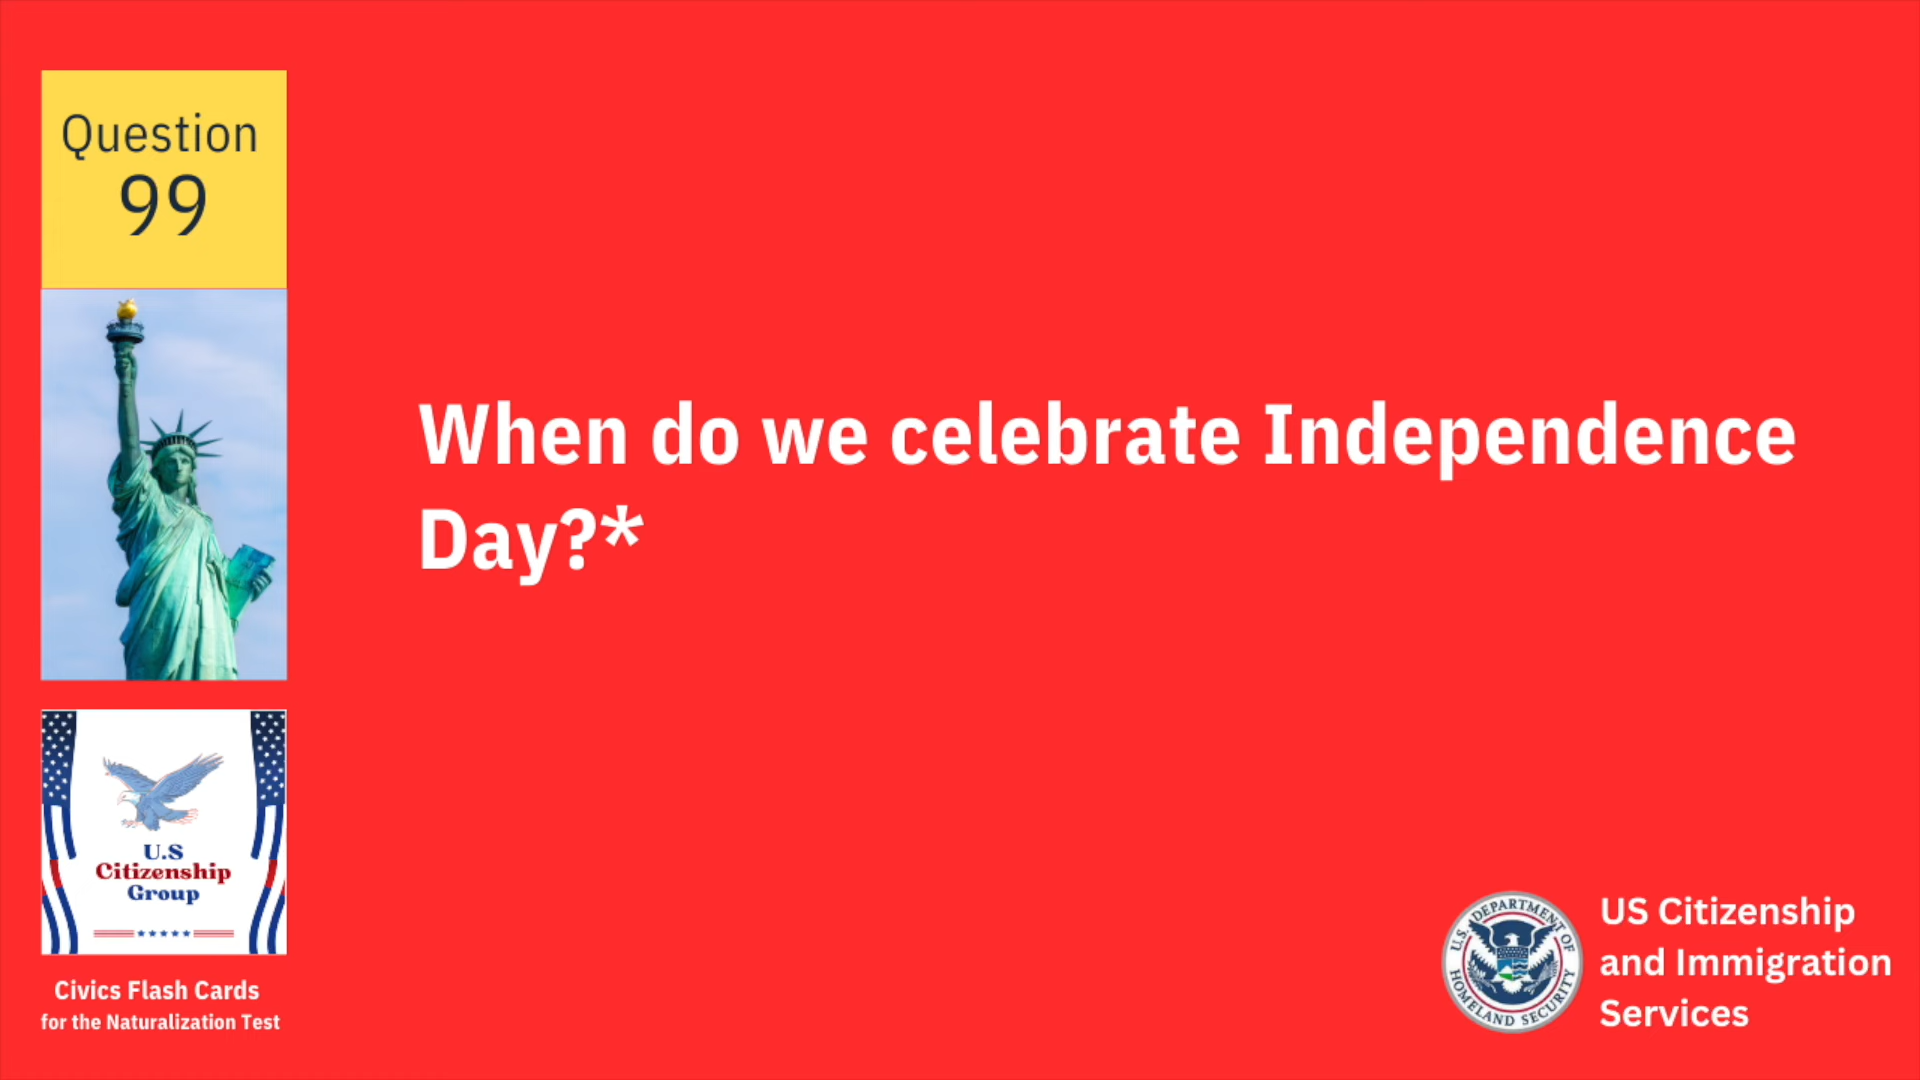 Question
99
When do we celebrate Independence
Day?*
U.S
Citizenship
Group
Civics Flash Cards
for the Naturalization Test
U.S. DEPARTMENT OF
HOMELAND SECURITY
US Citizenship
and Immigration
Services